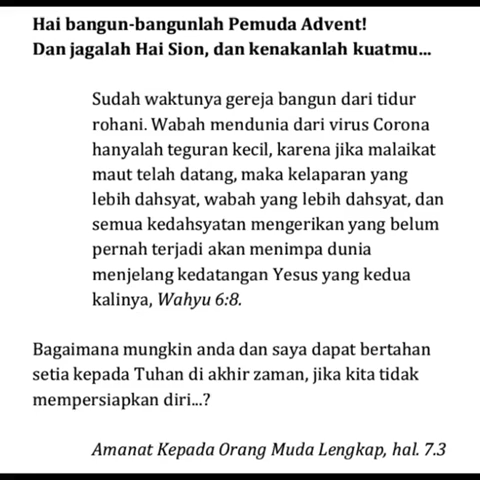 Hai bangun-bangunlah Pemuda Advent!
Dan jagalah Hai Sion, dan kenakanlah kuatmu...
Sudah waktunya gereja bangun dari tidur
rohani. Wabah mendunia dari virus Corona
hanyalah teguran kecil, karena jika malaikat
maut telah datang, maka kelaparan yang
lebih dahsyat, wabah yang lebih dahsyat, dan
semua kedahsyatan mengerikan yang belum
pernah terjadi akan menimpa dunia
menjelang kedatangan Yesus yang kedua
kalinya, Wahyu 6:8.
Bagaimana mungkin anda dan saya dapat bertahan
setia kepada Tuhan di akhir zaman, jika kita tidak
mempersiapkan diri...?
Amanat Kepada Orang Muda Lengkap, hal. 7.3